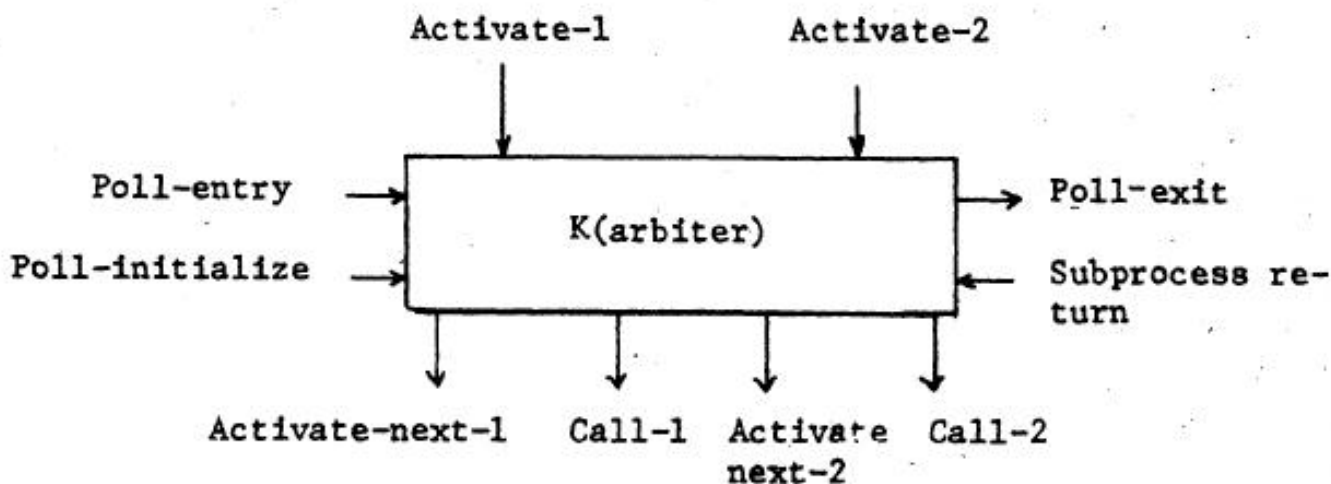 Activate-1 Activate-2
Poll-entry Poll-exit
K(arbiter)
Poll-initialize Subprocess re-
turn
Activate-next-1 Call-1 Activate Call-2
next-2